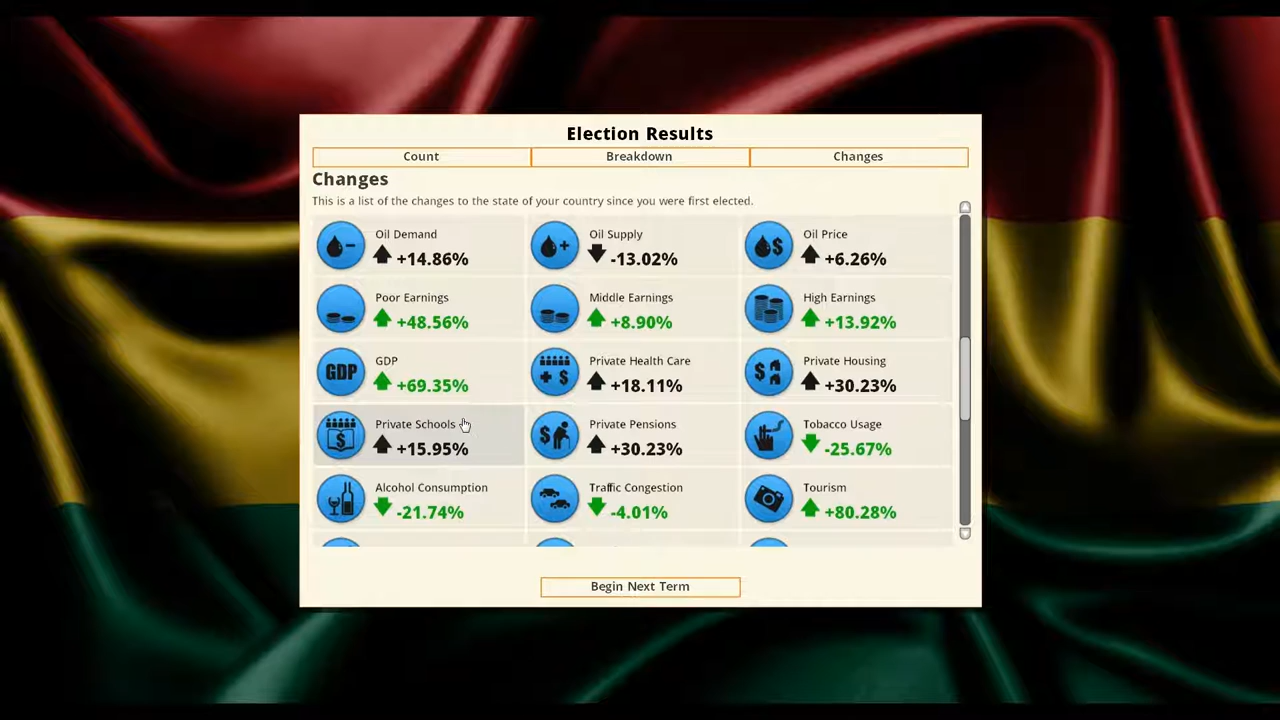 Election Results
Count Breakdown Changes
Changes
This is a list of the changes to the state of your country since you were first elected.
Oil Demand Oil Supply Oil Price
+14.86% -13.02% +6.26%
Poor Earnings Middle Earnings High Earnings
+48.56% +8.90% +13.92%
GDP GDP Private Health Care Private Housing
+69.35% +18.11% +30.23%
Private Schools Private Pensions Tobacco Usage
+15.95% +30.23% -25.67%
Alcohol Consumption Traffic Congestion Tourism
-21.74% -4.01% +80.28%
Begin Next Term